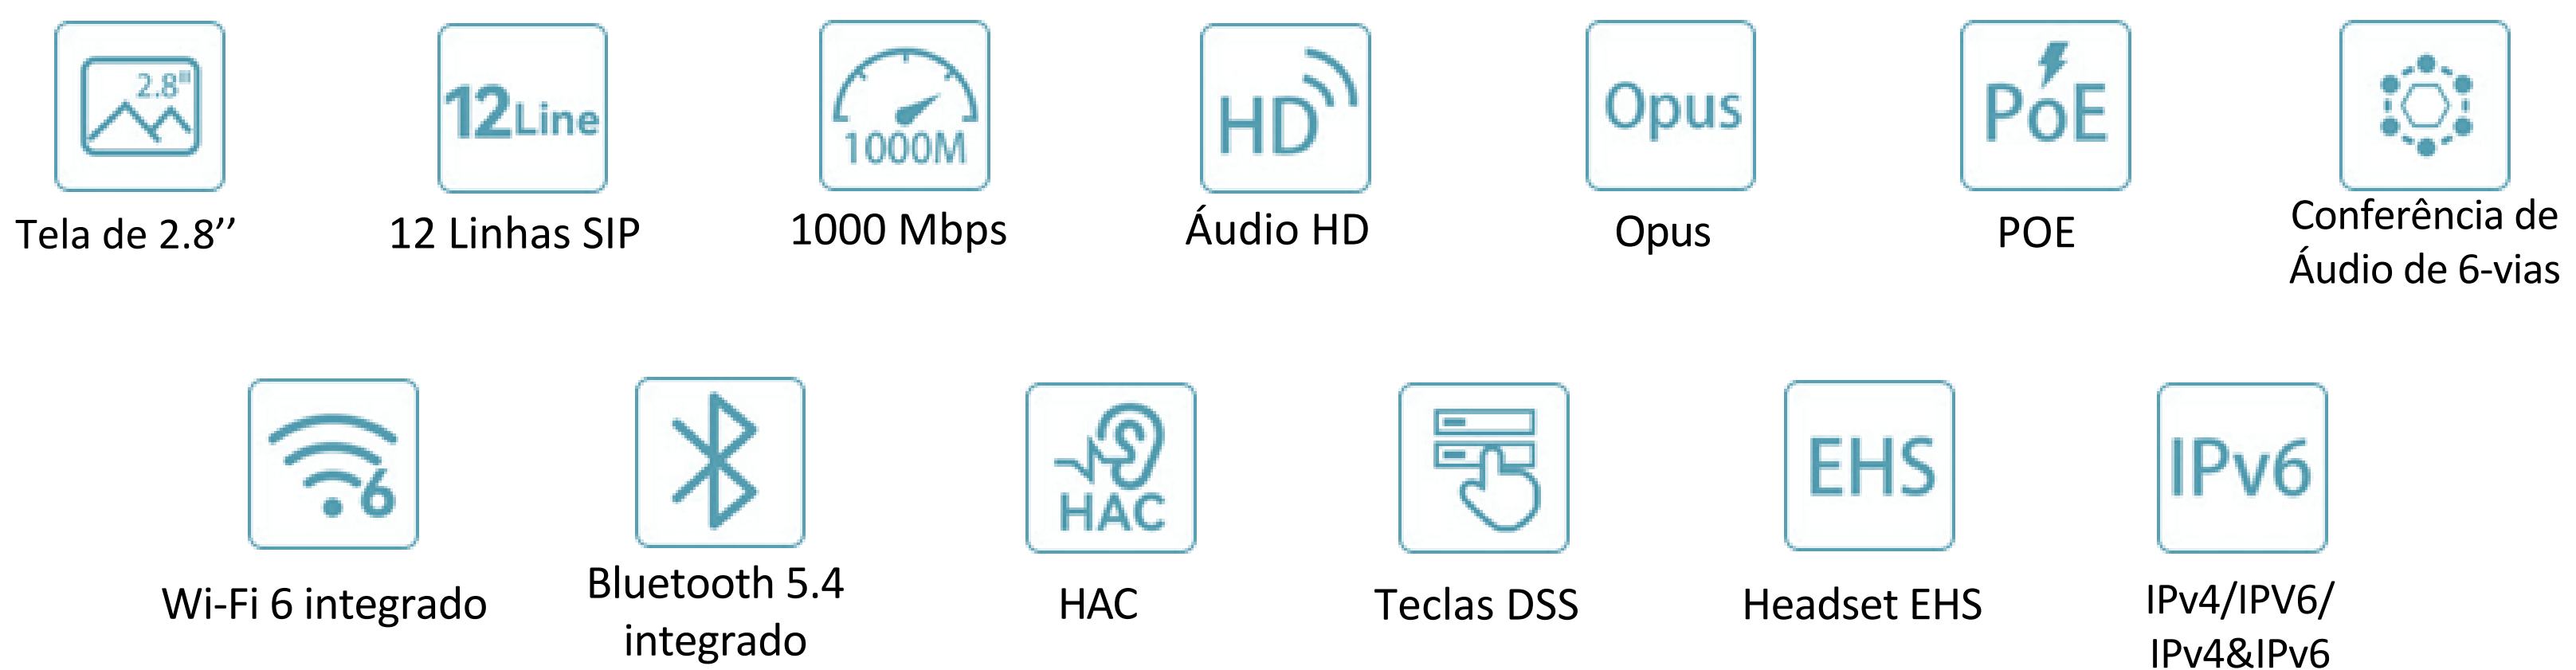 2.8"
12Line
1000M
HD
Opus
PoE
Tela de 2.8’’
12 Linhas SIP
1000 Mbps
Áudio HD
Opus
POE
Conferência de
Áudio de 6-vias
6
HAC
EHS
IPv6
Wi-Fi 6 integrado
Bluetooth 5.4
integrado
HAC
Teclas DSS
Headset EHS
IPv4/IPV6/
IPv4&IPv6